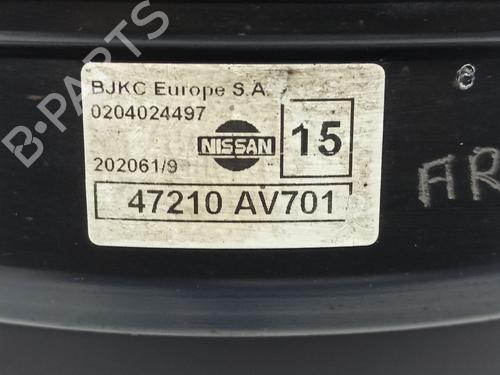 B-PARTS
BJKC Europe S.A.
0204024497
NISSAN
15
202061/9
47210 AV701
AR